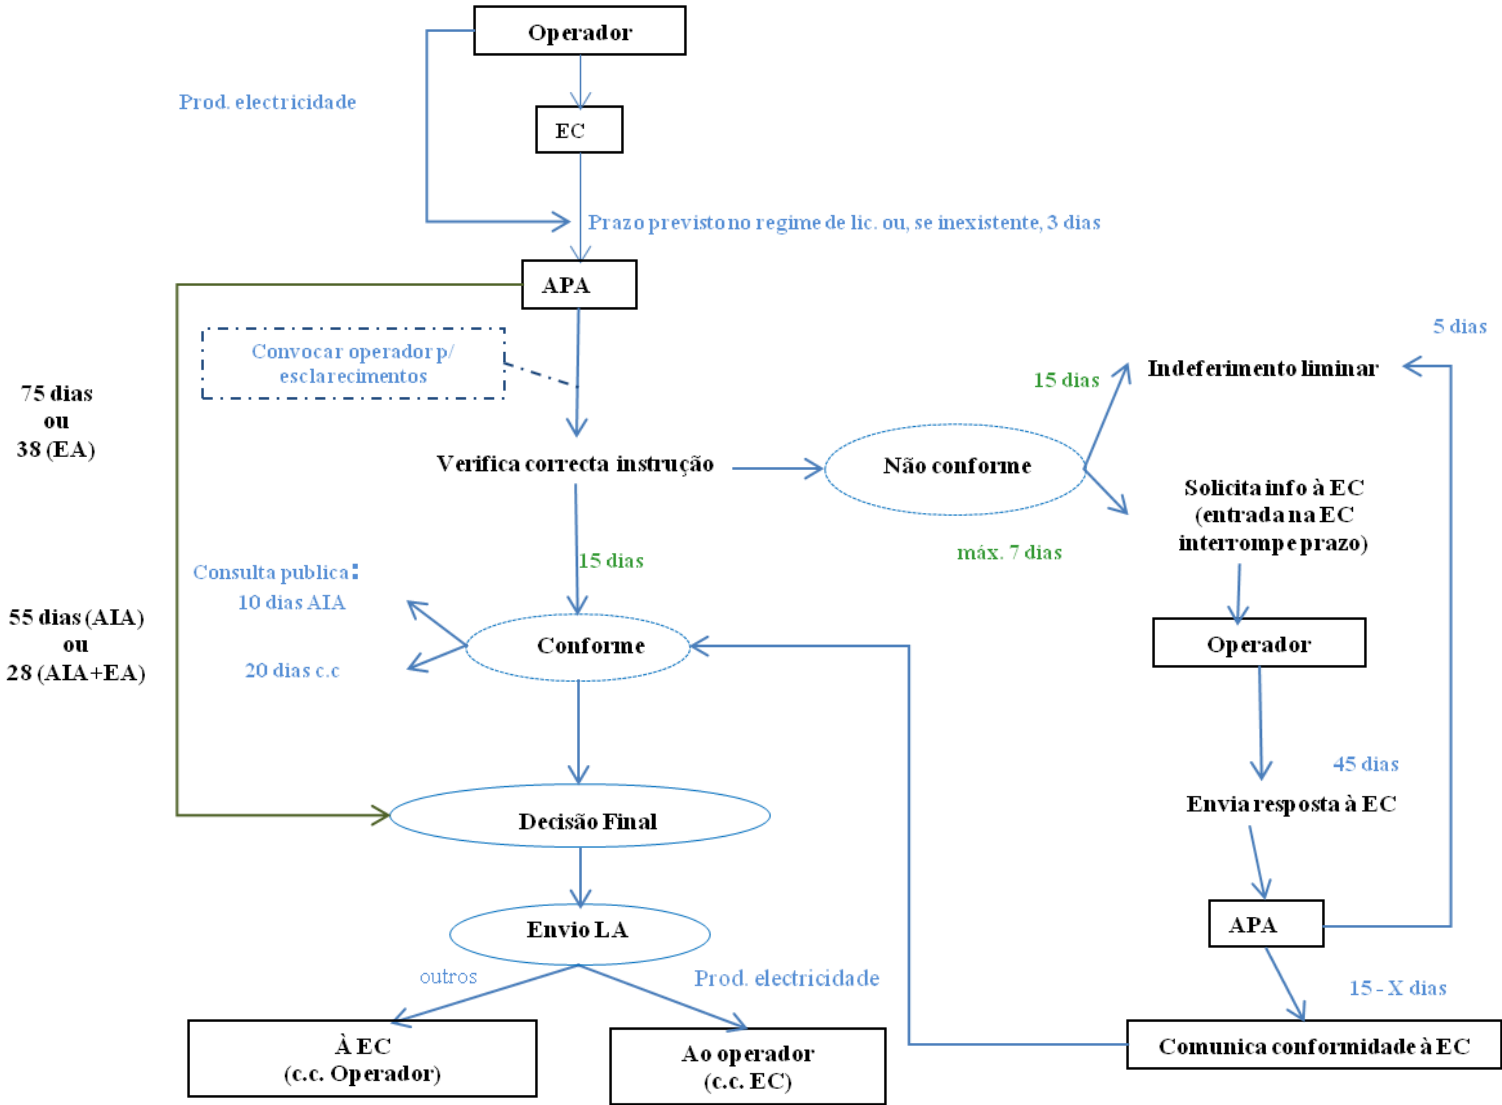 Operador
Prod. electricidade
EC
Prazo previsto no regime de lic. ou, se inexistente, 3 dias
APA
5 dias
Convocar operador p/
esclarecimentos
Indeferimento liminar
15 dias
75 dias
ou
38 (EA)
Verifica correcta instrução
Não conforme
Solicita info à EC
(entrada na EC
interrompe prazo)
máx. 7 dias
15 dias
Consulta publica:
10 dias AIA
20 dias c.c
55 dias (AIA)
ou
28 (AIA+EA)
Conforme
Operador
45 dias
Envia resposta à EC
Decisão Final
APA
Envio LA
outros
Prod. electricidade
15 - X dias
À EC
(c.c. Operador)
Ao operador
(c.c. EC)
Comunica conformidade à EC